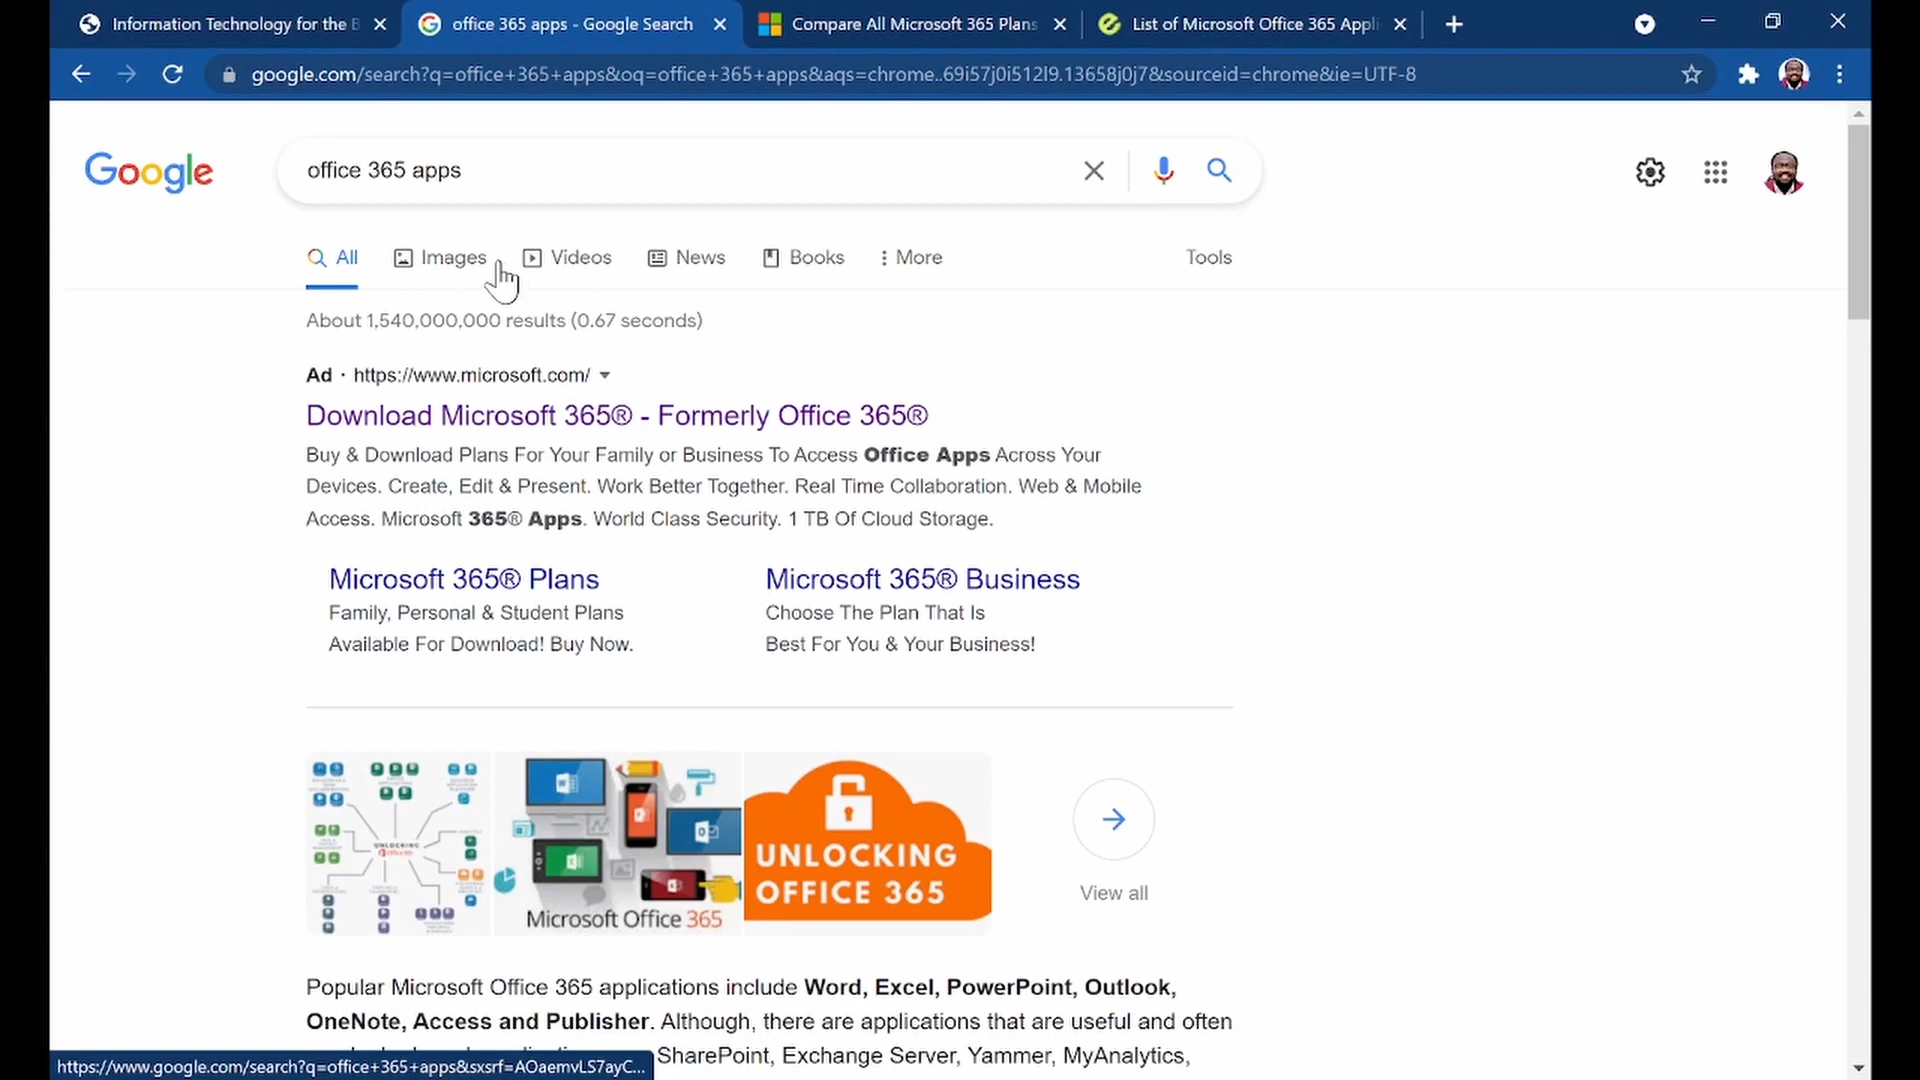 Information Technology for the B
office 365 apps - Google Search
Compare All Microsoft 365 Plans
List of Microsoft Office 365 Appli
google.com/search?q=office+365+apps&oq=office+365+apps&aqs=chrome..69i57j0i512l9.13658j0j7&sourceid=chrome&ie=UTF-8
Google
office 365 apps
All
Images
Videos
News
Books
More
Tools
About 1,540,000,000 results (0.67 seconds)
Ad · https://www.microsoft.com/
Download Microsoft 365® - Formerly Office 365®
Buy & Download Plans For Your Family or Business To Access Office Apps Across Your
Devices. Create, Edit & Present. Work Better Together. Real Time Collaboration. Web & Mobile
Access. Microsoft 365® Apps. World Class Security. 1 TB Of Cloud Storage.
Microsoft 365® Plans
Family, Personal & Student Plans
Available For Download! Buy Now.
Microsoft 365® Business
Choose The Plan That Is
Best For You & Your Business!
UNLOCKING
Microsoft Office 365
UNLOCKING
OFFICE 365
View all
Popular Microsoft Office 365 applications include Word, Excel, PowerPoint, Outlook,
OneNote, Access and Publisher. Although, there are applications that are useful and often
SharePoint, Exchange Server, Yammer, MyAnalytics,
https://www.google.com/search?q=office+365+apps&sxsrf=AOaemvLS7ayC...